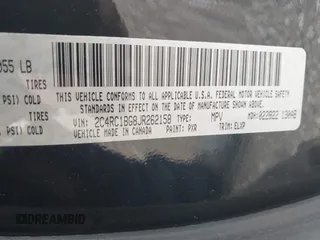 055 LB
TIRES
PSI) COLD
TIRES
PSI) COLD
THIS VEHICLE CONFORMS TO ALL APPLICABLE U.S.A. FEDERAL MOTOR VEHICLE SAFETY
STANDARDS IN EFFECT ON THE DATE OF MANUFACTURE SHOWN ABOVE.
VIN: 2C4RC1BG8JR262158 TYPE: MPV
MADE IN CANADA PAINT: PXR TRIM: ELVP MDH:
DREAMBID